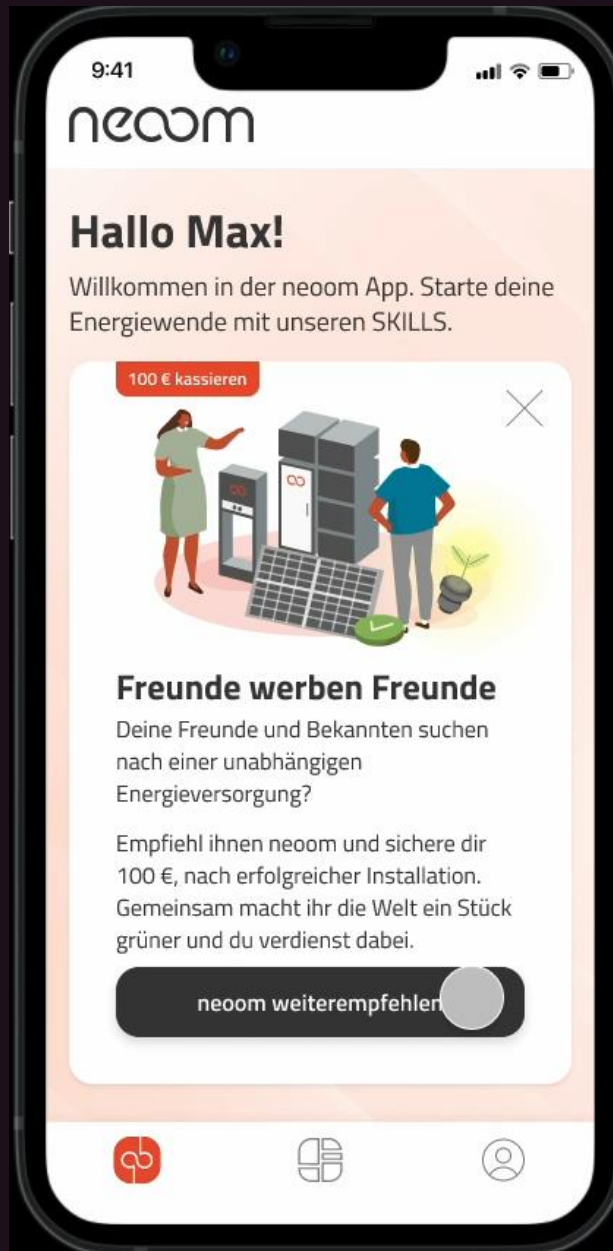 9:41
neoom
Hallo Max!
Willkommen in der neoom App. Starte deine
Energiewende mit unseren SKILLS.
100 € kassieren
Freunde werben Freunde
Deine Freunde und Bekannten suchen
nach einer unabhängigen
Energieversorgung?
Empfiehl ihnen neoom und sichere dir
100 €, nach erfolgreicher Installation.
Gemeinsam macht ihr die Welt ein Stück
grüner und du verdienst dabei.
neoom weiterempfehlen